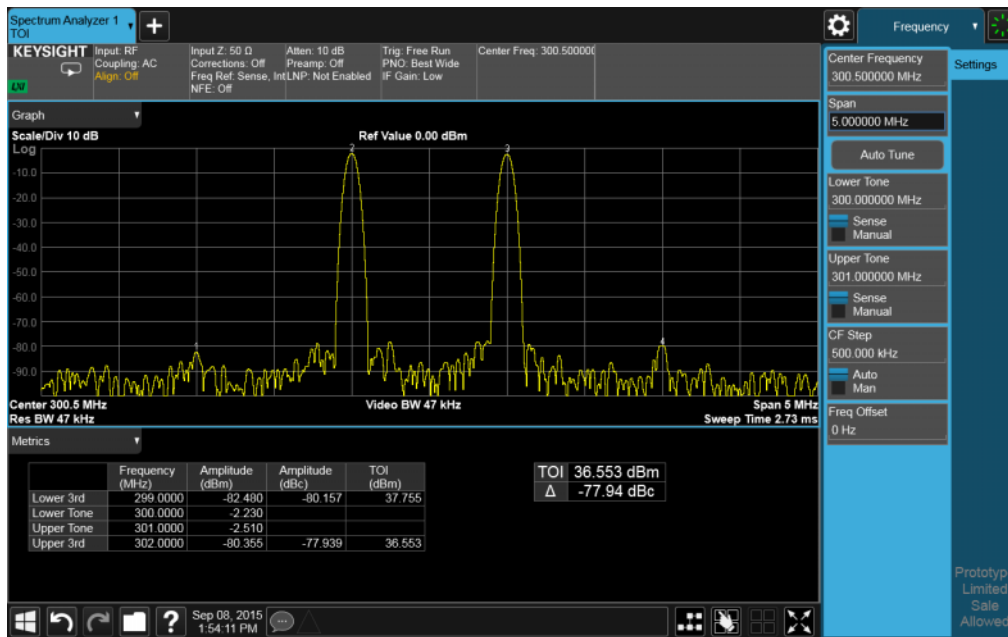 Spectrum Analyzer 1
TOI
+
Frequency
KEYSIGHT
LXI
Input: RF
Coupling: AC
Align: Off
Input Z: 50 Ω
Corrections: Off
Freq Ref: Sense, Int
NFE: Off
Atten: 10 dB
Preamp: Off
LNP: Not Enabled
Trig: Free Run
PNO: Best Wide
IF Gain: Low
Center Freq: 300.500000
Graph
Scale/Div 10 dB
Ref Value 0.00 dBm
Log
-10.0
-20.0
-30.0
-40.0
-50.0
-60.0
-70.0
-80.0
-90.0
1
2
3
4
Center 300.5 MHz
Video BW 47 kHz
Span 5 MHz
Res BW 47 kHz
Sweep Time 2.73 ms
Metrics
Frequency (MHz) Amplitude (dBm) Amplitude (dBc) TOI (dBm)
Lower 3rd 299.0000 -82.480 -80.157 37.755
Lower Tone 300.0000 -2.230
Upper Tone 301.0000 -2.510
Upper 3rd 302.0000 -80.355 -77.939 36.553
TOI 36.553 dBm
Δ -77.94 dBc
Center Frequency
300.500000 MHz
Span
5.000000 MHz
Auto Tune
Lower Tone
300.000000 MHz
Sense
Manual
Upper Tone
301.000000 MHz
Sense
Manual
CF Step
500.000 kHz
Auto
Man
Freq Offset
0 Hz
Settings
Prototyp
Limited
Sale
Allowed
?
Sep 08, 2015
1:54:11 PM